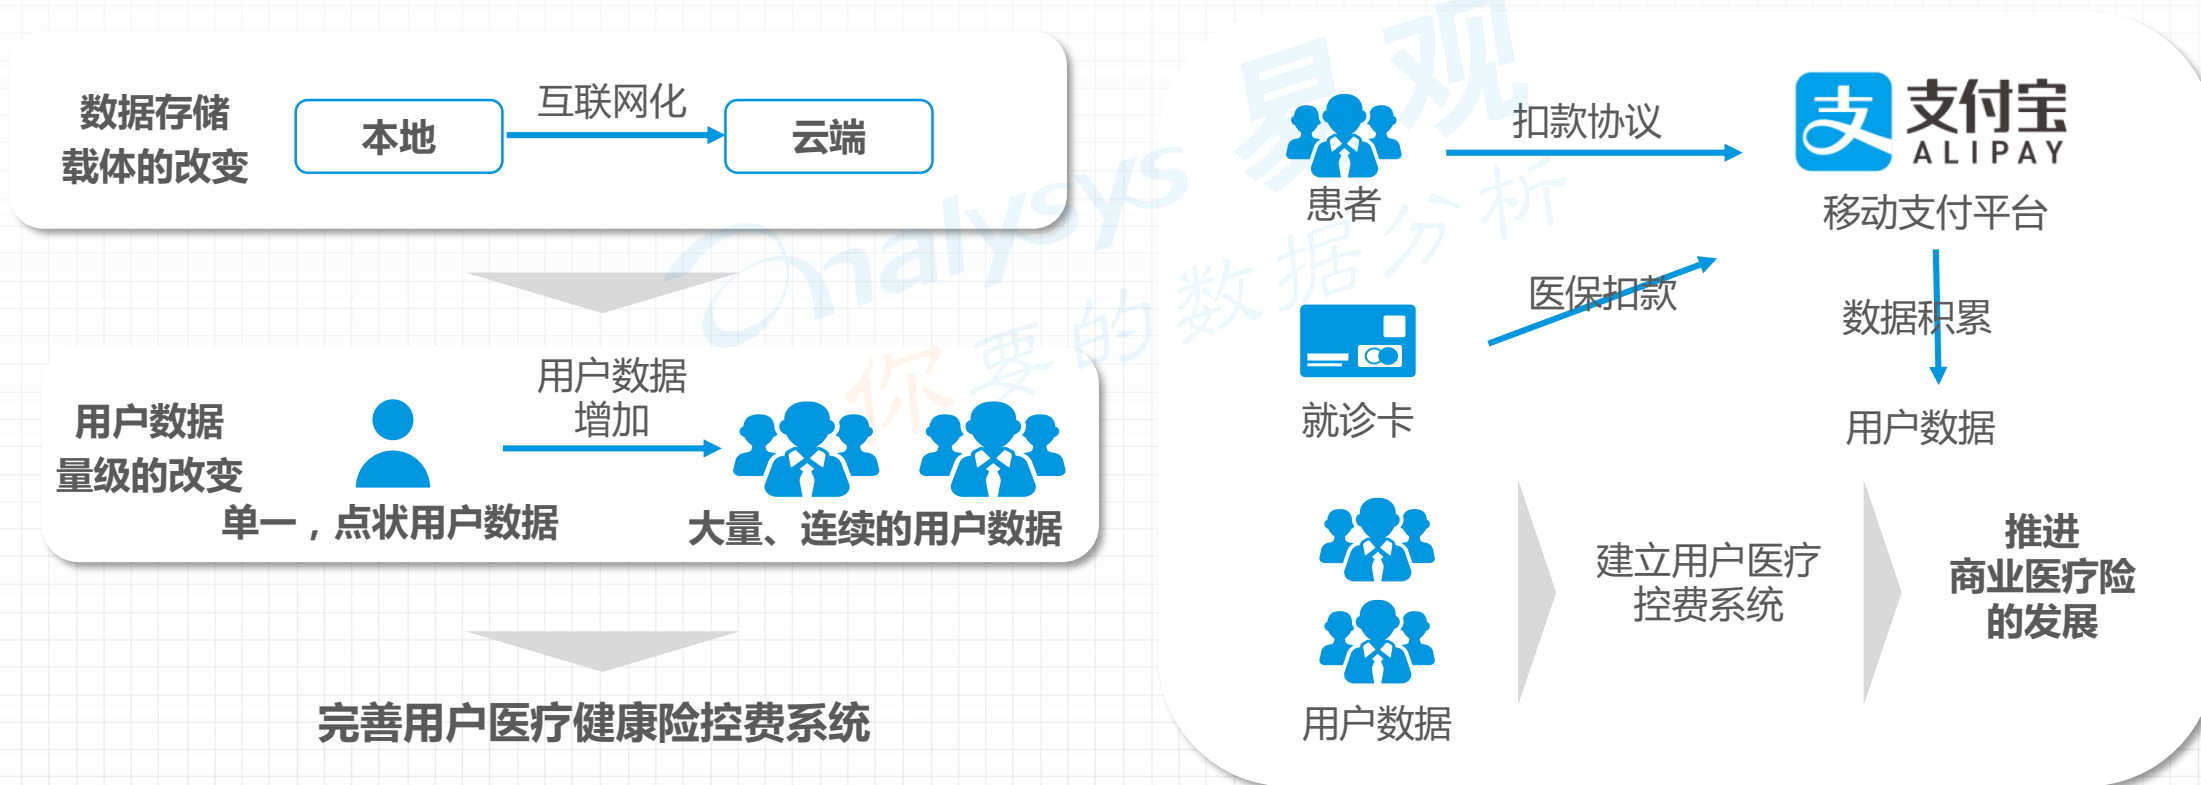 数据存储
载体的改变
本地
互联网化
云端
用户数据
量级的改变
单一，点状用户数据
用户数据
增加
大量、连续的用户数据
完善用户医疗健康险控费系统
患者
扣款协议
支付宝
ALIPAY
移动支付平台
就诊卡
医保扣款
数据积累
用户数据
用户数据
建立用户医疗
控费系统
推进
商业医疗险
的发展
analysys 易观
你要的数据分析